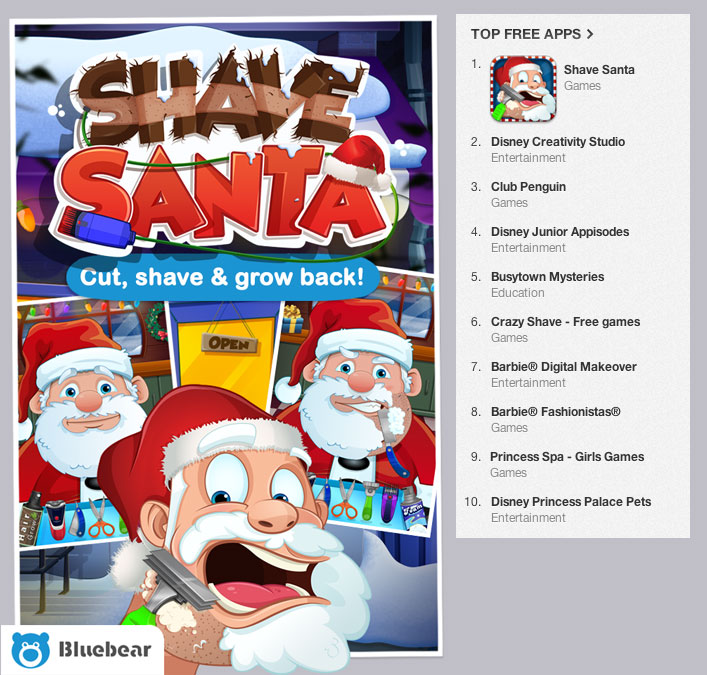 SHAVE
SANTA
Cut, shave & grow back!
OPEN
Hair
Grow
Bluebear
TOP FREE APPS >
1. Shave Santa
Games
2. Disney Creativity Studio
Entertainment
3. Club Penguin
Games
4. Disney Junior Appisodes
Entertainment
5. Busytown Mysteries
Education
6. Crazy Shave - Free games
Games
7. Barbie® Digital Makeover
Entertainment
8. Barbie® Fashionistas®
Games
9. Princess Spa - Girls Games
Games
10. Disney Princess Palace Pets
Entertainment